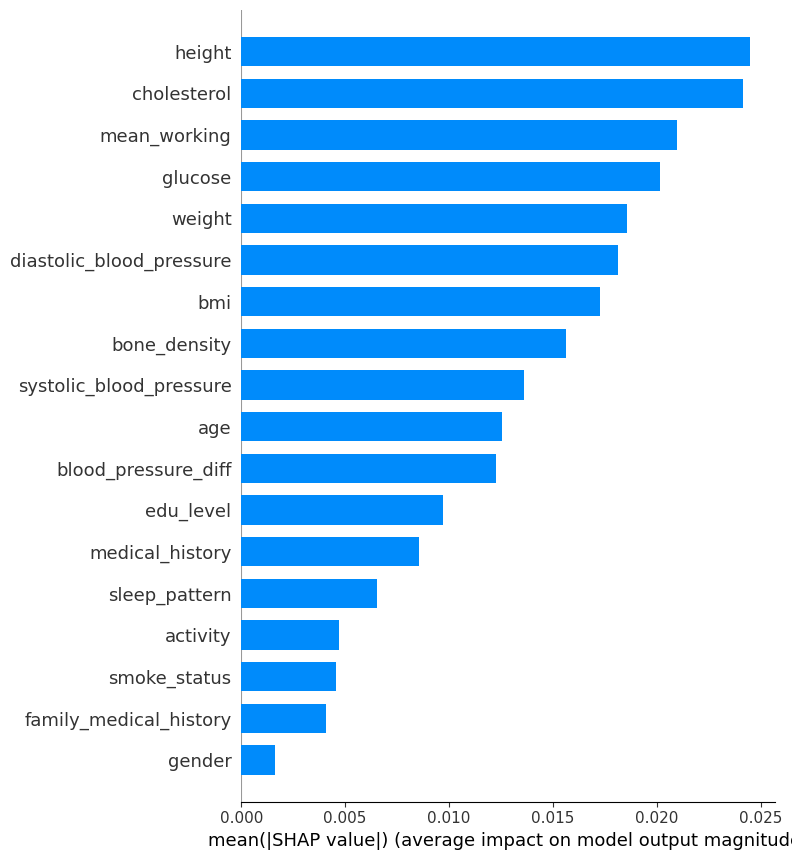 height
cholesterol
mean_working
glucose
weight
diastolic_blood_pressure
bmi
bone_density
systolic_blood_pressure
age
blood_pressure_diff
edu_level
medical_history
sleep_pattern
activity
smoke_status
family_medical_history
gender
0.000 0.005 0.010 0.015 0.020 0.025
mean(|SHAP value|) (average impact on model output magnitude